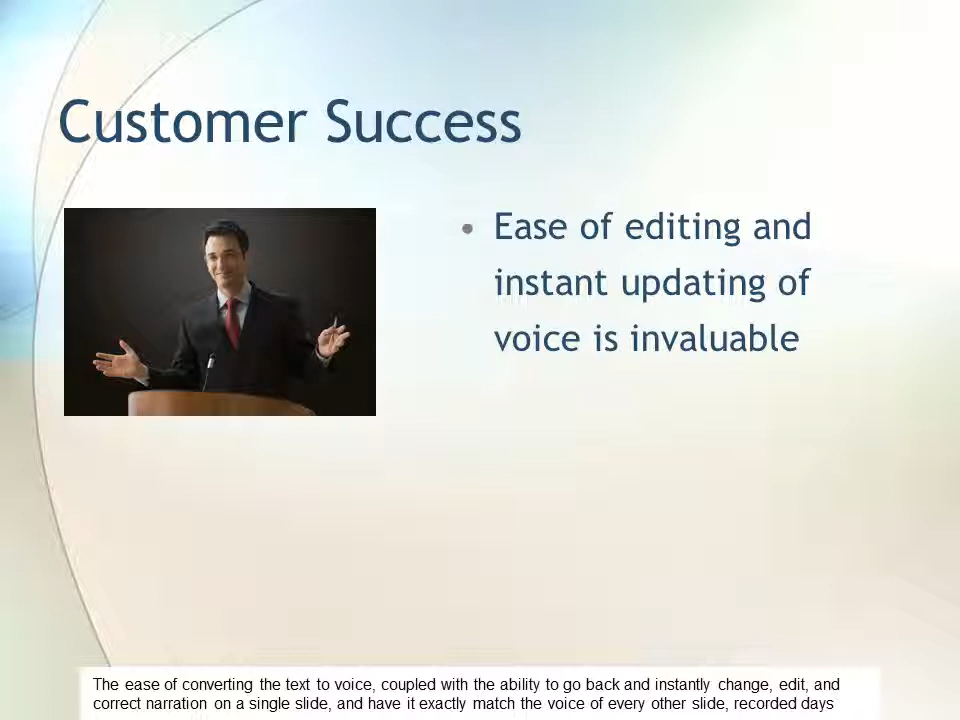 Customer Success
• Ease of editing and
instant updating of
voice is invaluable
The ease of converting the text to voice, coupled with the ability to go back and instantly change, edit, and
correct narration on a single slide, and have it exactly match the voice of every other slide, recorded days